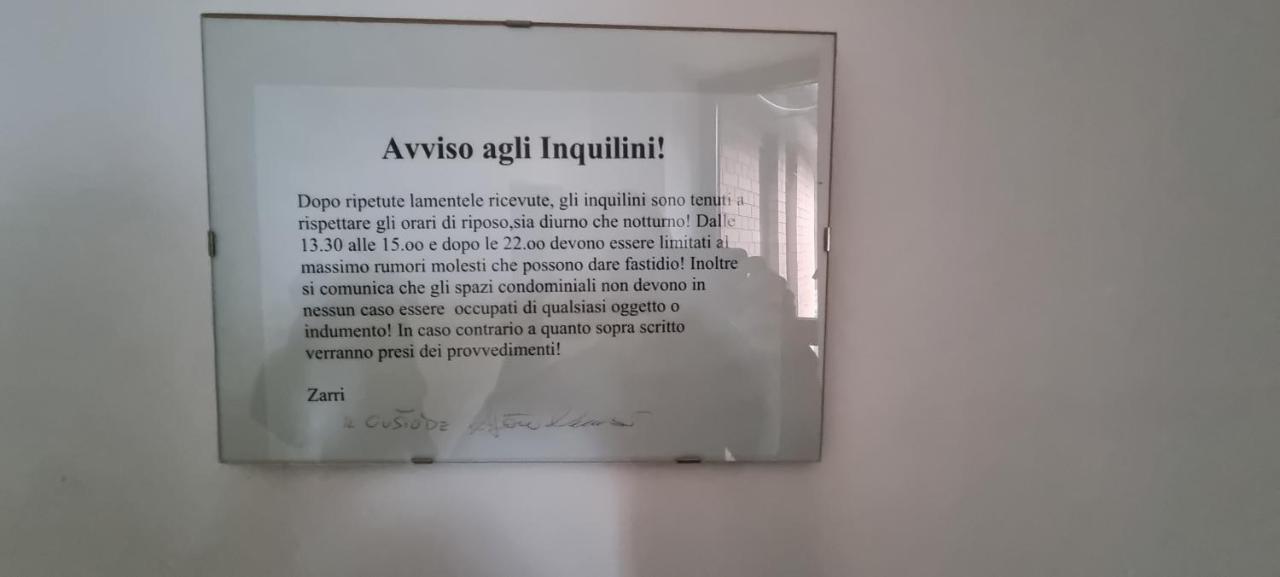 Avviso agli Inquilini!
Dopo ripetute lamentele ricevute, gli inquilini sono tenuti a
rispettare gli orari di riposo,sia diurno che notturno! Dalle
13.30 alle 15.oo e dopo le 22.oo devono essere limitati al
massimo rumori molesti che possono dare fastidio! Inoltre
si comunica che gli spazi condominiali non devono in
nessun caso essere occupati di qualsiasi oggetto o
indumento! In caso contrario a quanto sopra scritto
verranno presi dei provvedimenti!
Zarri
IL CUSTODE